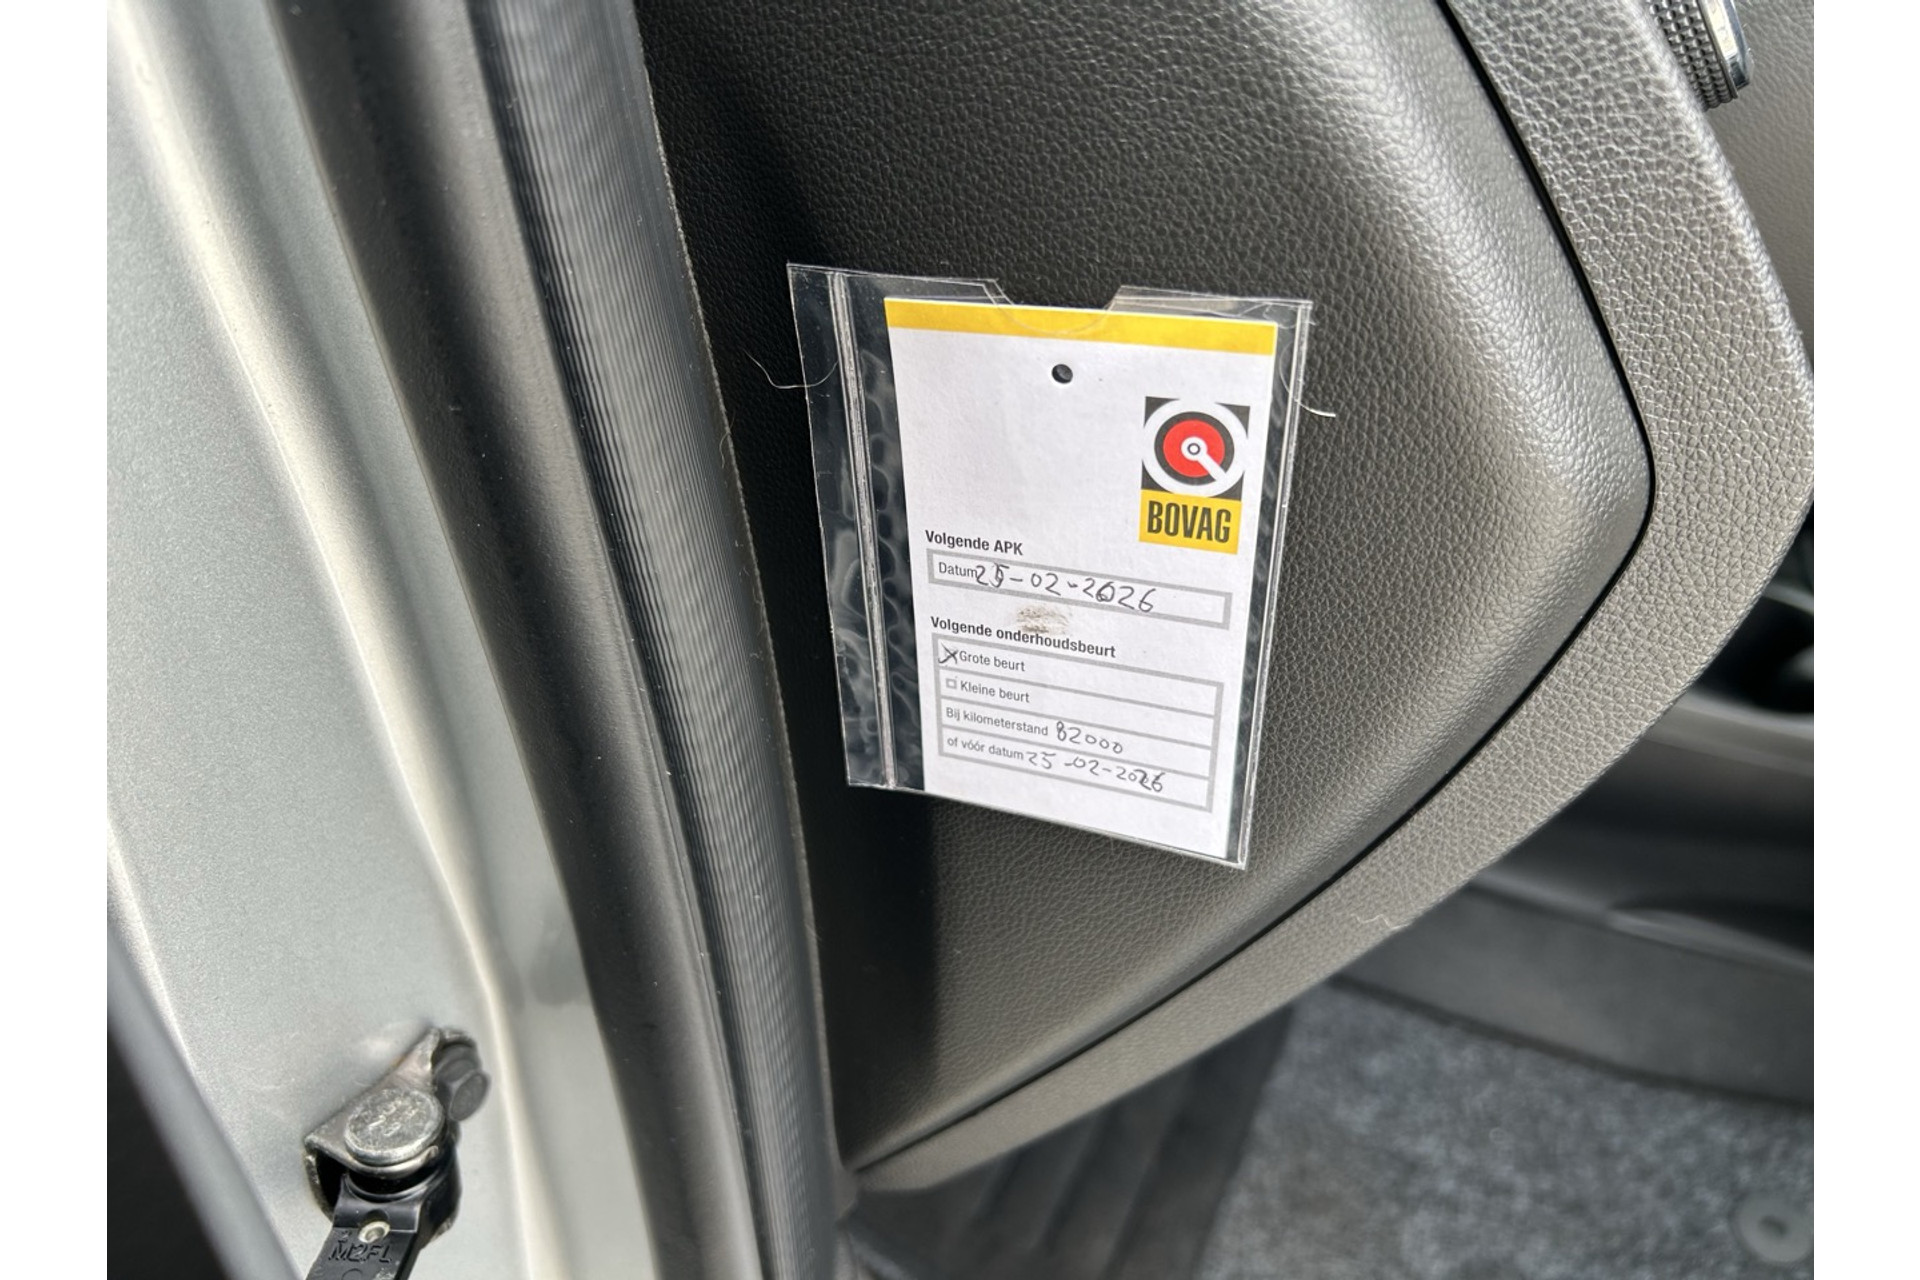 BOVAG
Volgende APK
Datum 25-02-2026
Volgende onderhoudsbeurt
Grote beurt
Kleine beurt
Bij kilometerstand 82000
of vóór datum 25-02-2026